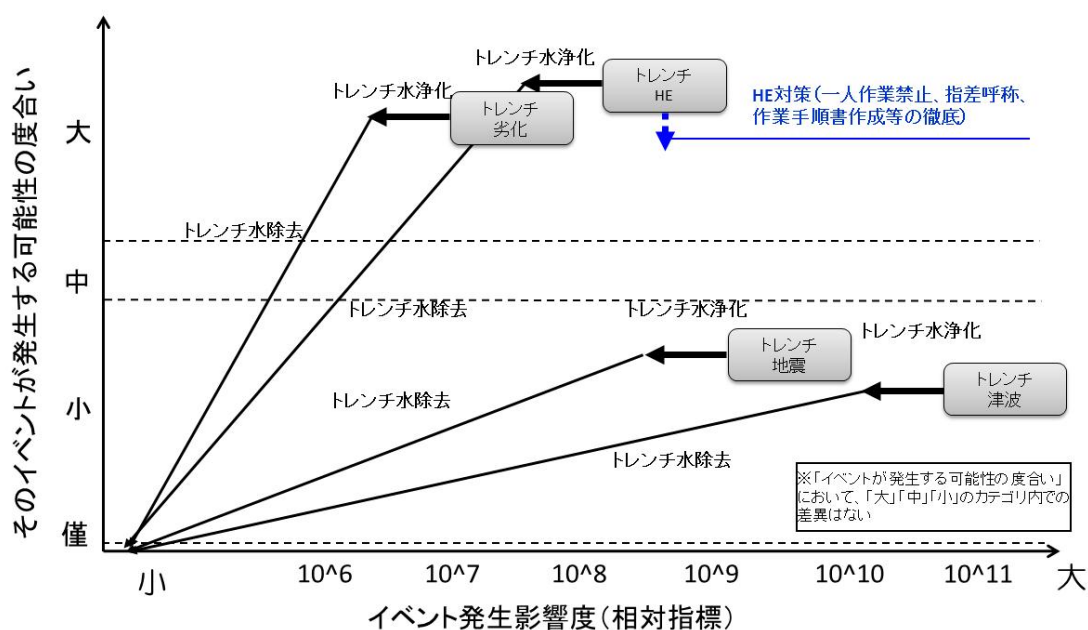 そのイベントが発生する可能性の度合い
大
中
小
僅
トレンチ水浄化
トレンチ
HE
トレンチ水浄化
トレンチ
劣化
HE対策(一人作業禁止、指差呼称、
作業手順書作成等の徹底)
トレンチ水除去
トレンチ水除去
トレンチ水浄化
トレンチ
地震
トレンチ水浄化
トレンチ
津波
トレンチ水除去
トレンチ水除去
※「イベントが発生する可能性の度合い」
において、「大」「中」「小」のカテゴリ内での
差異はない
小 10^6 10^7 10^8 10^9 10^10 10^11 大
イベント発生影響度(相対指標)